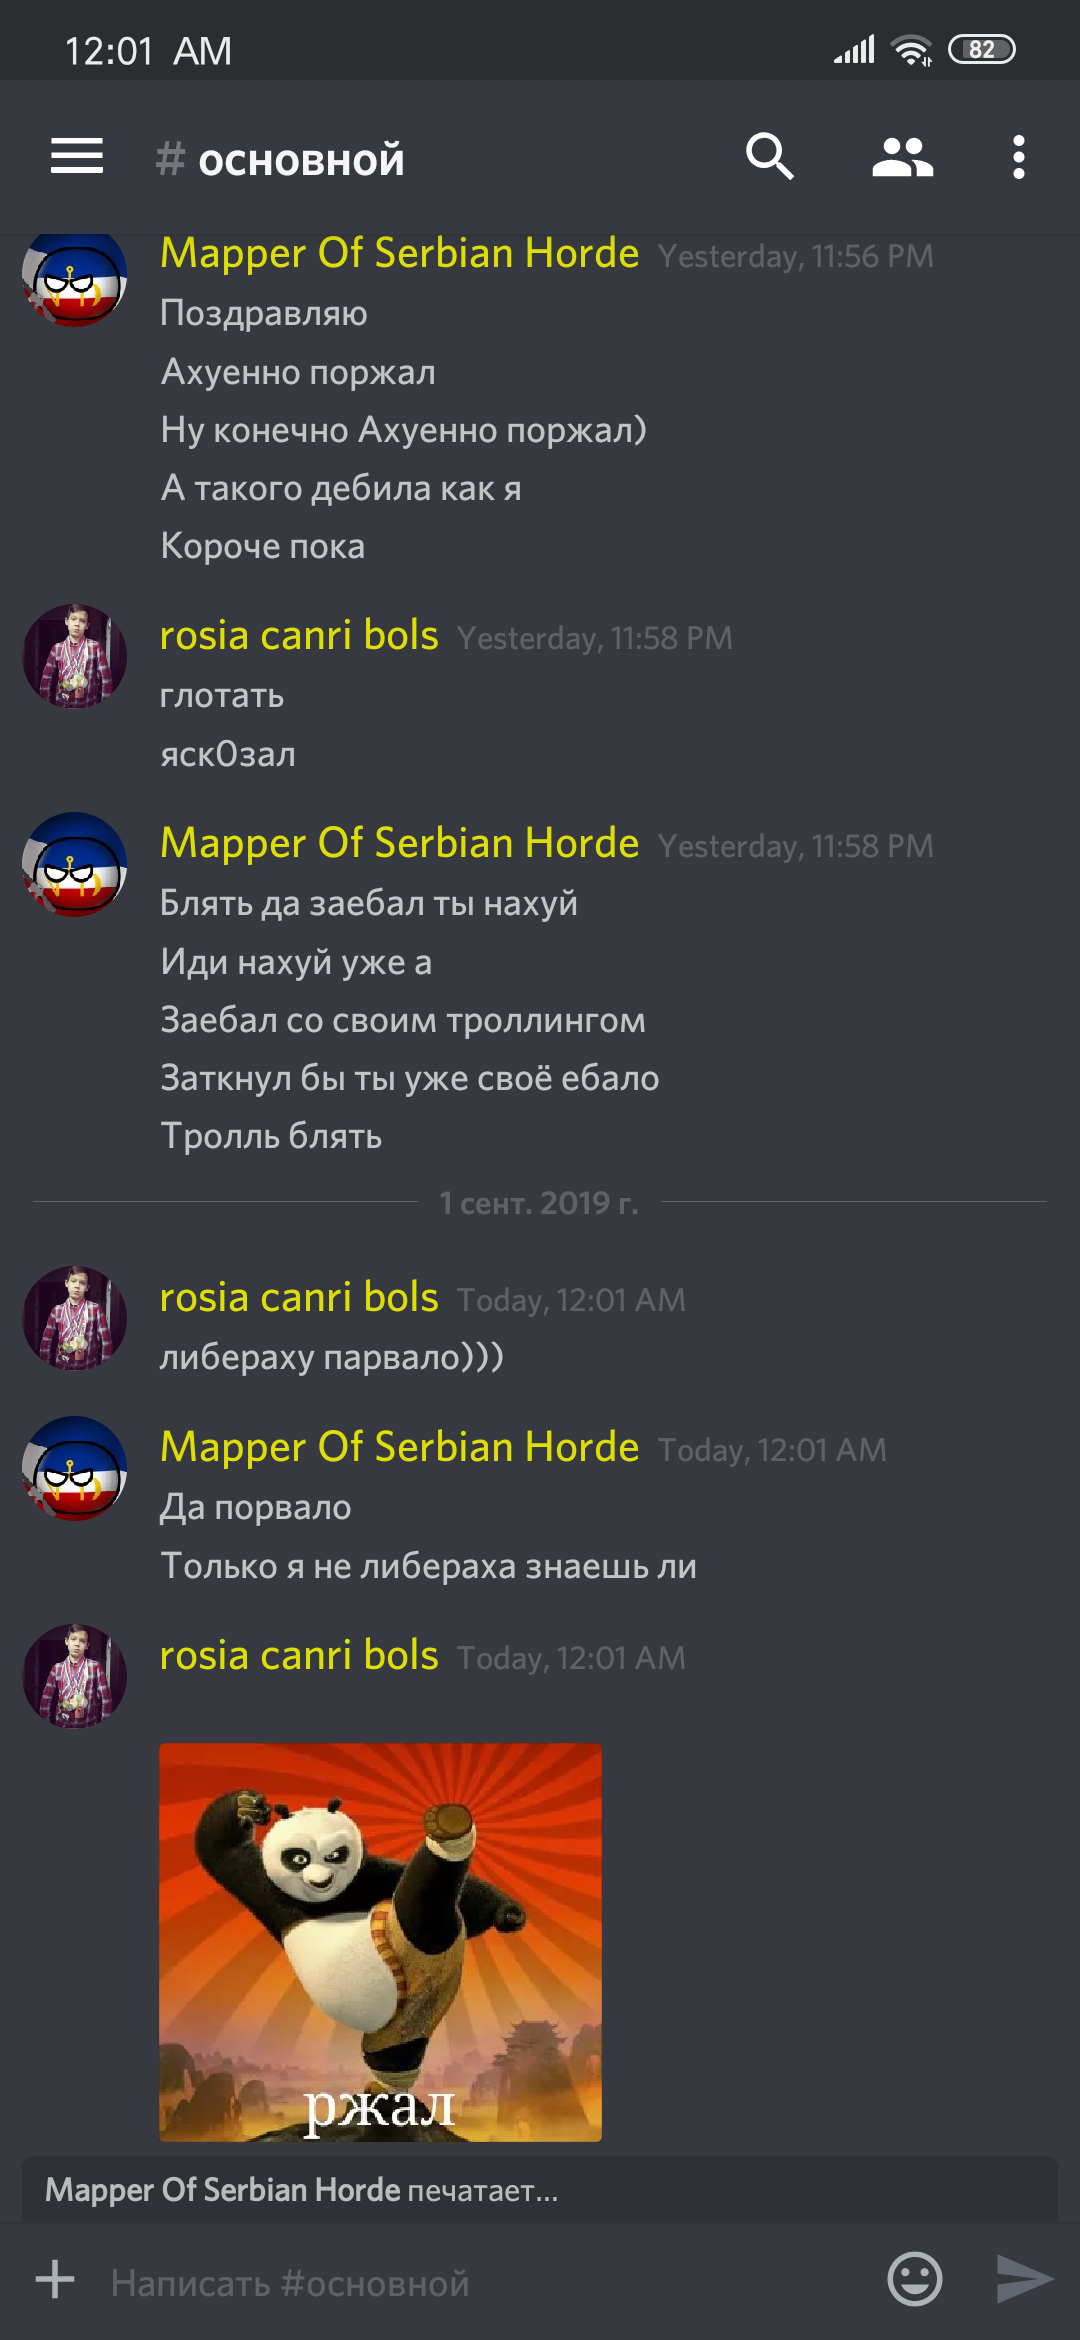 12:01 AM
82
# основной
Mapper Of Serbian Horde Yesterday, 11:56 PM
Поздравляю
Ахуенно поржал
Ну конечно Ахуенно поржал)
А такого дебила как я
Короче пока
rosia canri bols Yesterday, 11:58 PM
глотать
яск0зал
Mapper Of Serbian Horde Yesterday, 11:58 PM
Блять да заебал ты нахуй
Иди нахуй уже а
Заебал со своим троллингом
Заткнул бы ты уже своё ебало
Тролль блять
1 сент. 2019 г.
rosia canri bols Today, 12:01 AM
либераху парвало)))
Mapper Of Serbian Horde Today, 12:01 AM
Да порвало
Только я не либераха знаешь ли
rosia canri bols Today, 12:01 AM
ржал
Mapper Of Serbian Horde печатает...
Написать #основной